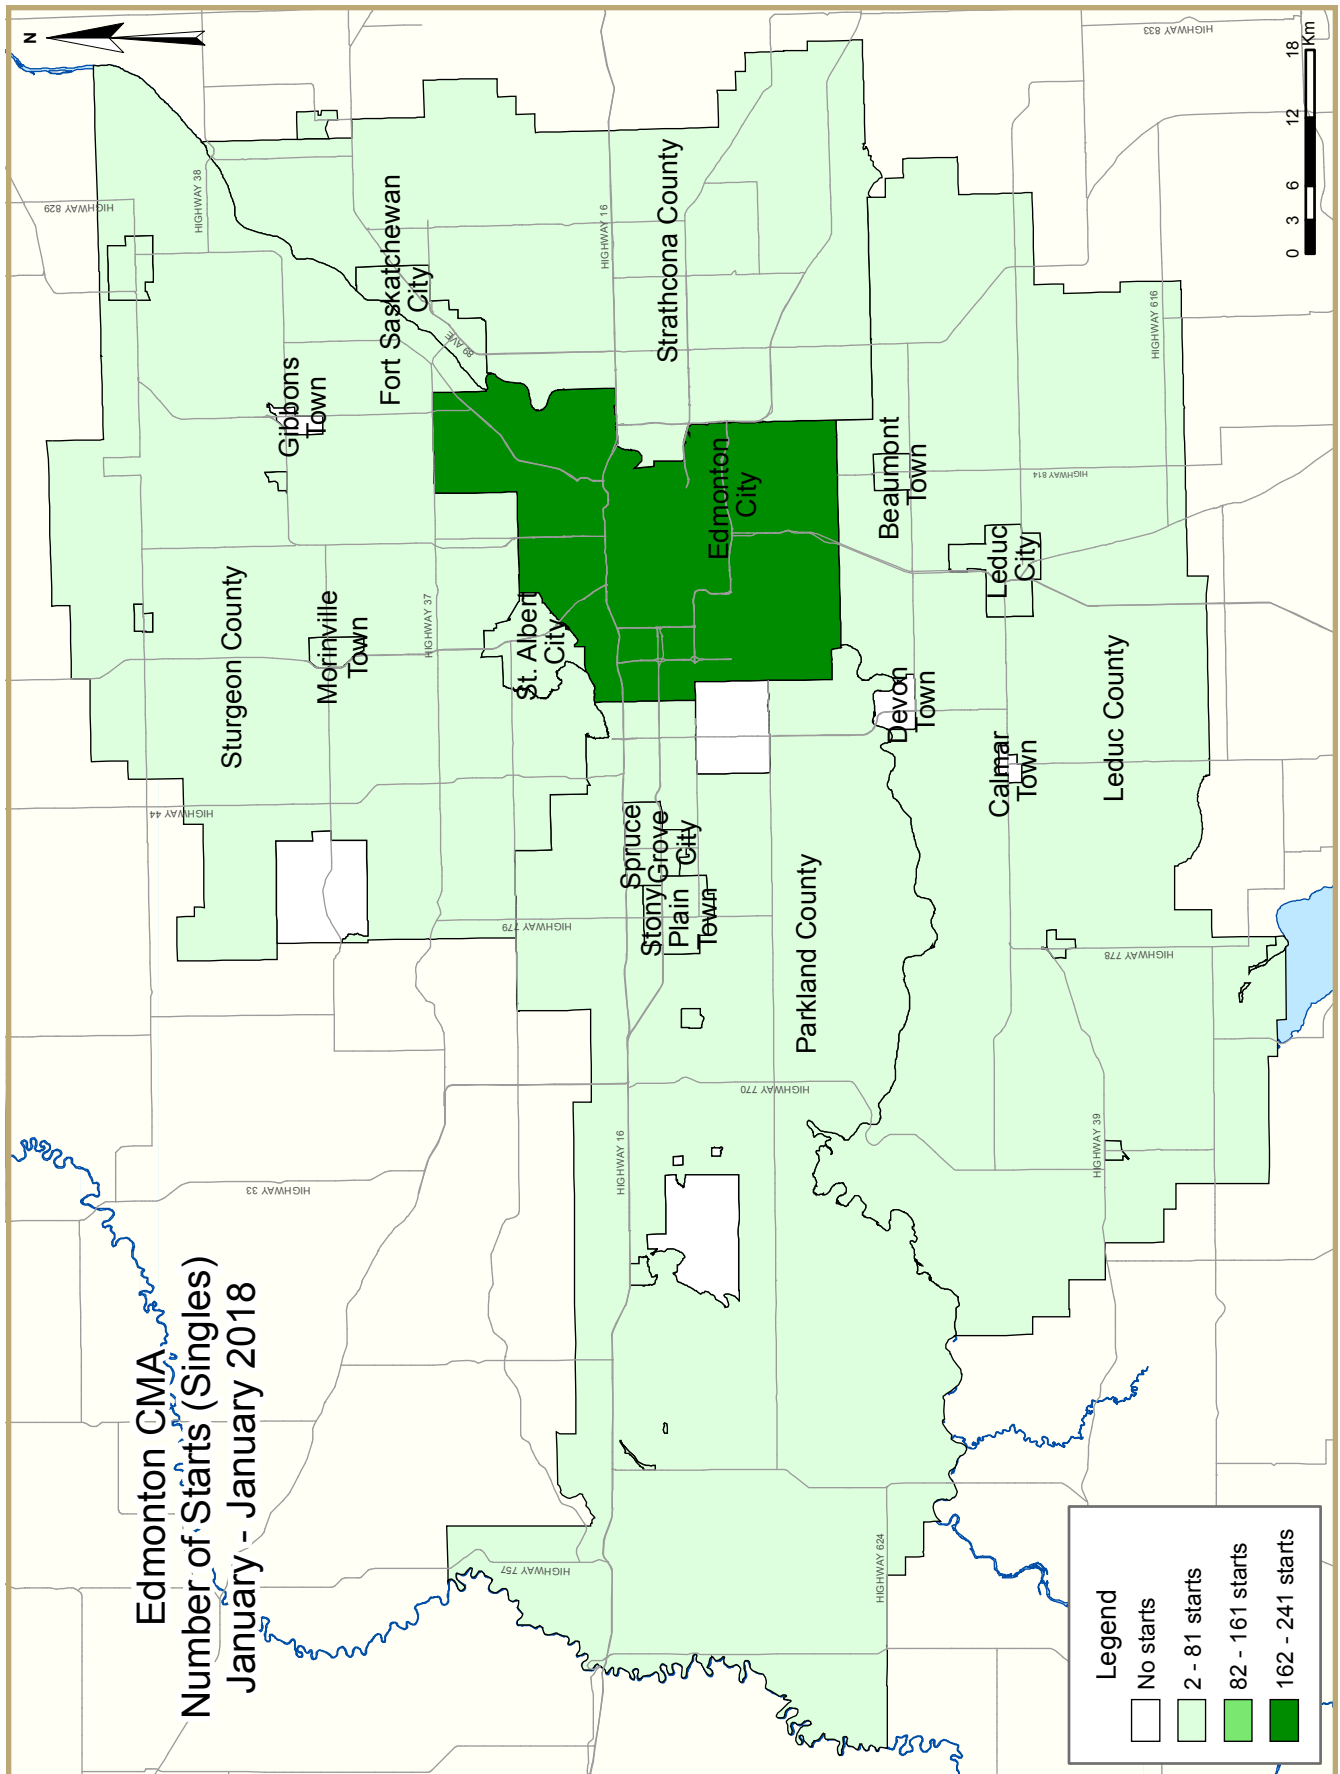 Edmonton CMA
Number of Starts (Singles)
January - January 2018
N
HIGHWAY 829
HIGHWAY 38
HIGHWAY 833
HIGHWAY 16
HIGHWAY 37
HIGHWAY 44
HIGHWAY 779
HIGHWAY 33
HIGHWAY 757
HIGHWAY 16
HIGHWAY 770
HIGHWAY 624
HIGHWAY 39
HIGHWAY 778
HIGHWAY 814
HIGHWAY 616
89 AVE
Gibbons
Town
Fort Saskatchewan
City
Sturgeon County
Morinville
Town
St. Albert
City
Strathcona County
Edmonton
City
Beaumont
Town
Leduc
City
Devon
Town
Calmar
Town
Leduc County
Spruce
Grove
City
Stony
Plain
Town
Parkland County
0 3 6 12 18
Km
Legend
No starts
2 - 81 starts
82 - 161 starts
162 - 241 starts